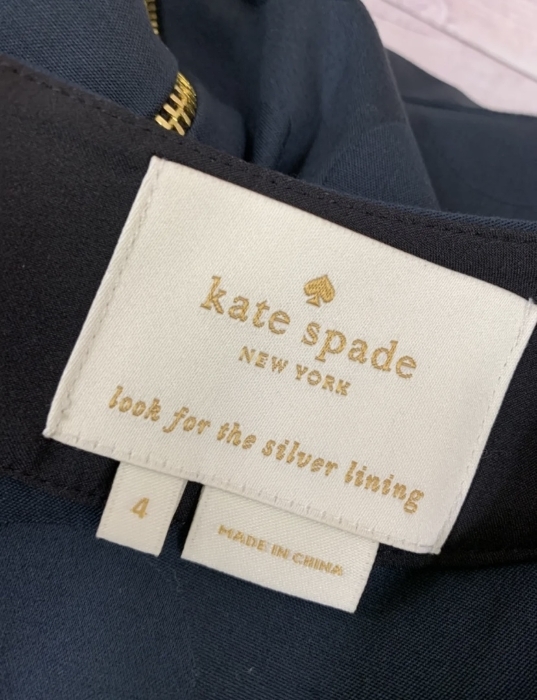 kate spade
NEW YORK
look for the silver lining
4
MADE IN CHINA